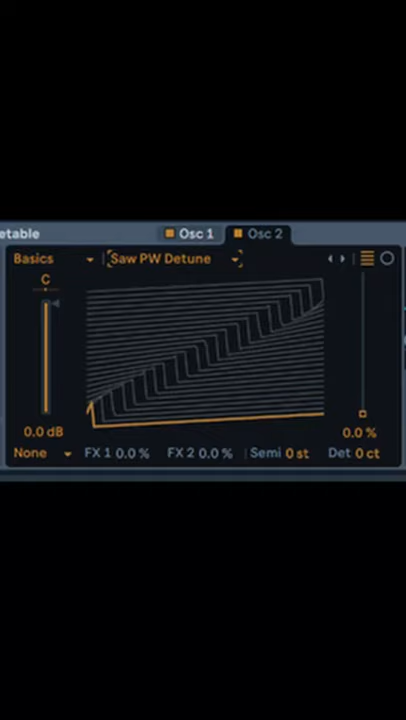 etable Osc 1 Osc 2
Basics Saw PW Detune
C
0.0 dB 0.0 %
None FX 1 0.0 % FX 2 0.0 % Semi 0 st Det 0 ct